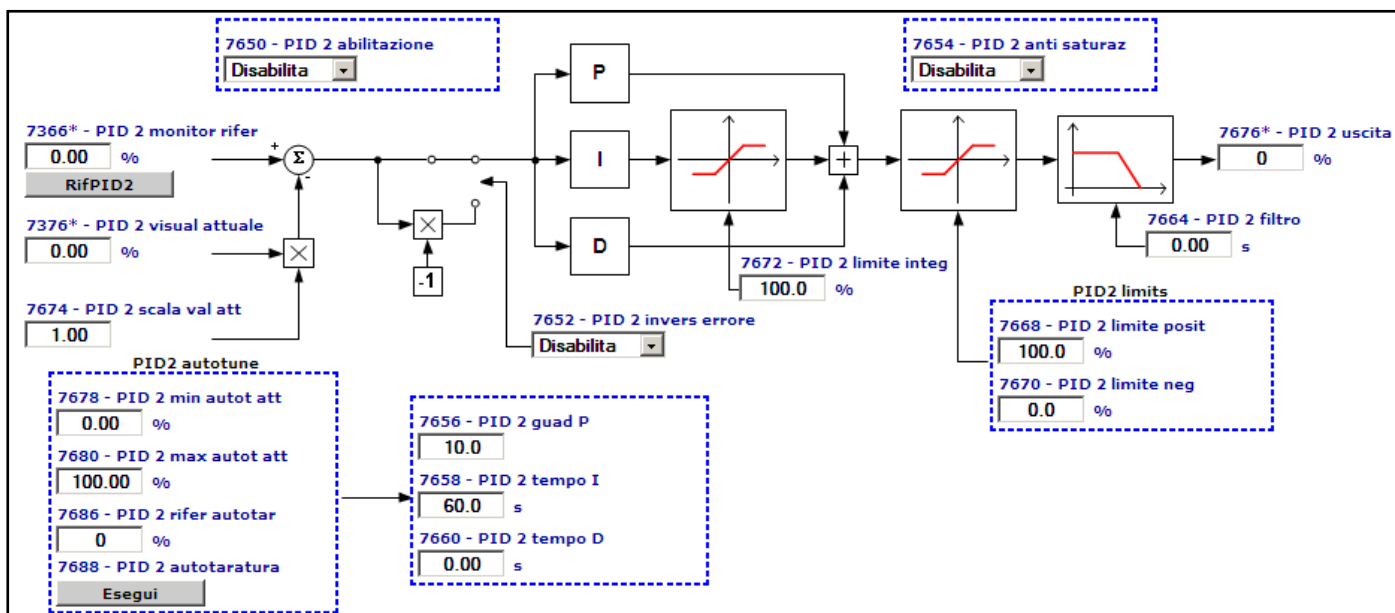 7650 - PID 2 abilitazione
Disabilita
7654 - PID 2 anti saturaz
Disabilita
P
7366* - PID 2 monitor rifer
0.00 %
RifPID2
+
Σ
-
I
+
7676* - PID 2 uscita
0 %
7376* - PID 2 visual attuale
0.00 %
×
×
-1
D
7664 - PID 2 filtro
0.00 s
7672 - PID 2 limite integ
100.0 %
7674 - PID 2 scala val att
1.00
7652 - PID 2 invers errore
Disabilita
PID2 limits
7668 - PID 2 limite posit
100.0 %
7670 - PID 2 limite neg
0.0 %
PID2 autotune
7678 - PID 2 min autot att
0.00 %
7680 - PID 2 max autot att
100.00 %
7686 - PID 2 rifer autotar
0 %
7688 - PID 2 autotaratura
Esegui
7656 - PID 2 guad P
10.0
7658 - PID 2 tempo I
60.0 s
7660 - PID 2 tempo D
0.00 s